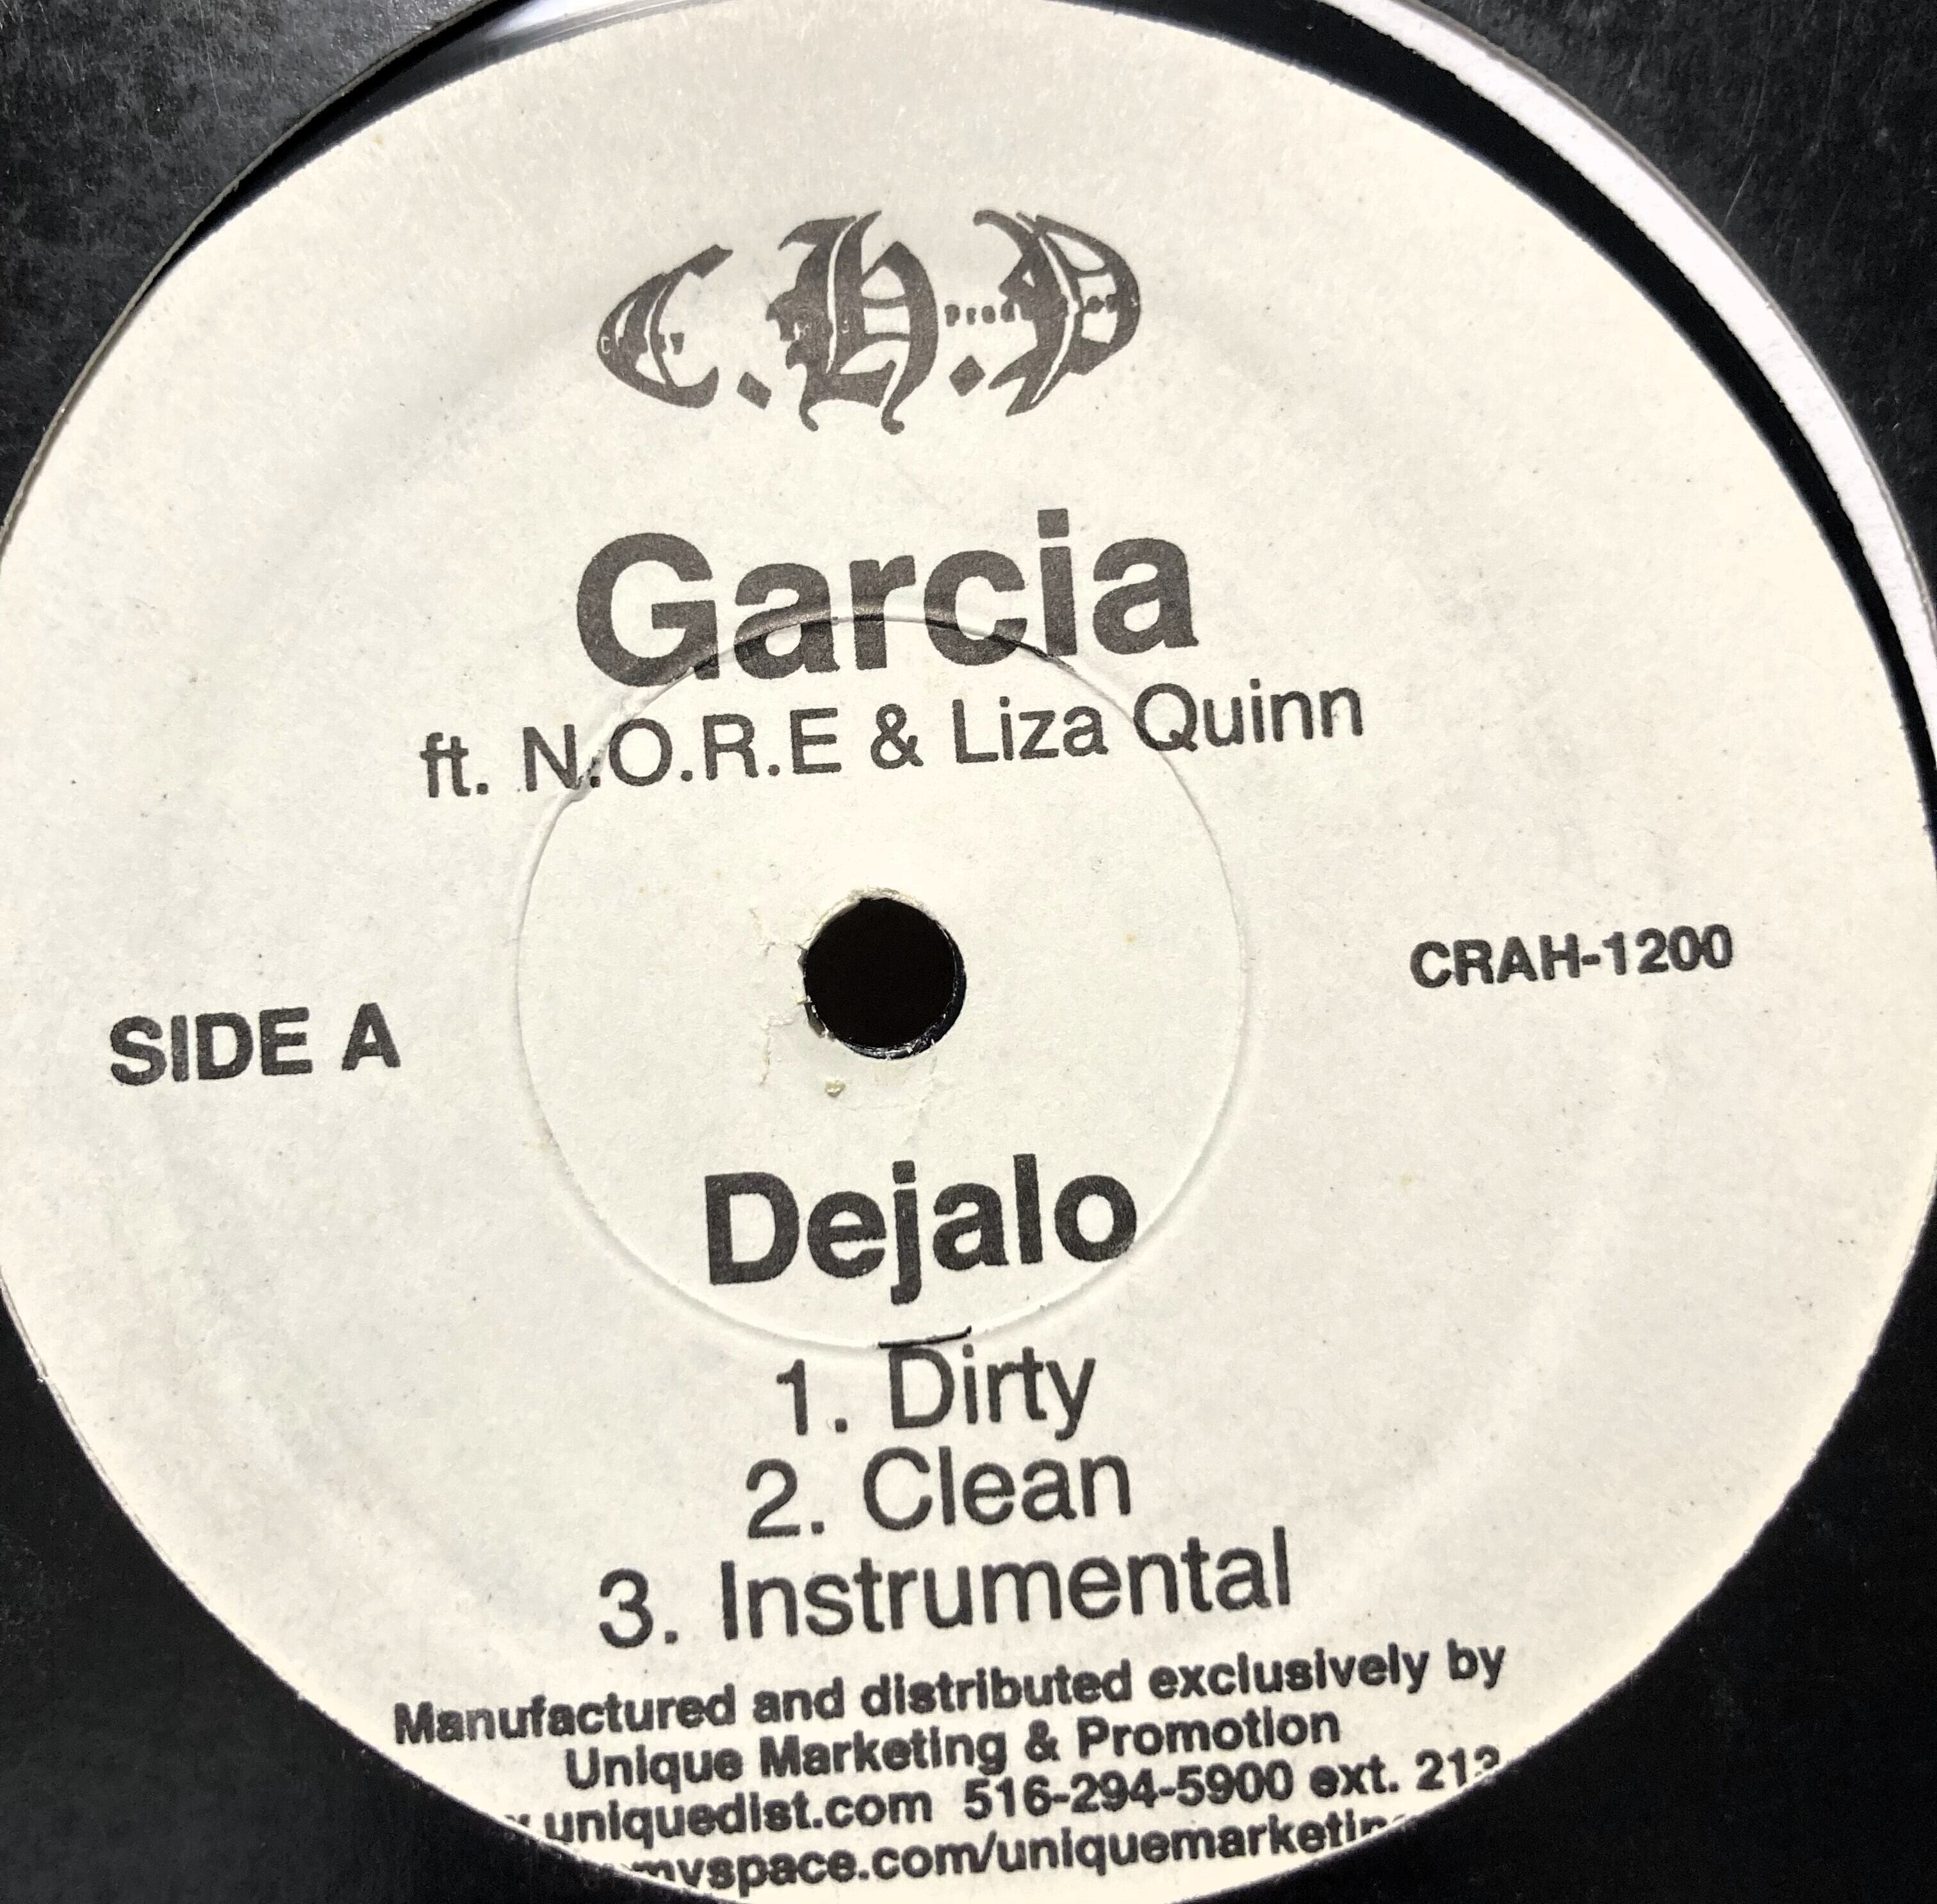 C.H.P
Garcia
ft. N.O.R.E & Liza Quinn
CRAH-1200
SIDE A
Dejalo
1. Dirty
2. Clean
3. Instrumental
Manufactured and distributed exclusively by
Unique Marketing & Promotion
uniquedist.com 516-294-5900 ext.